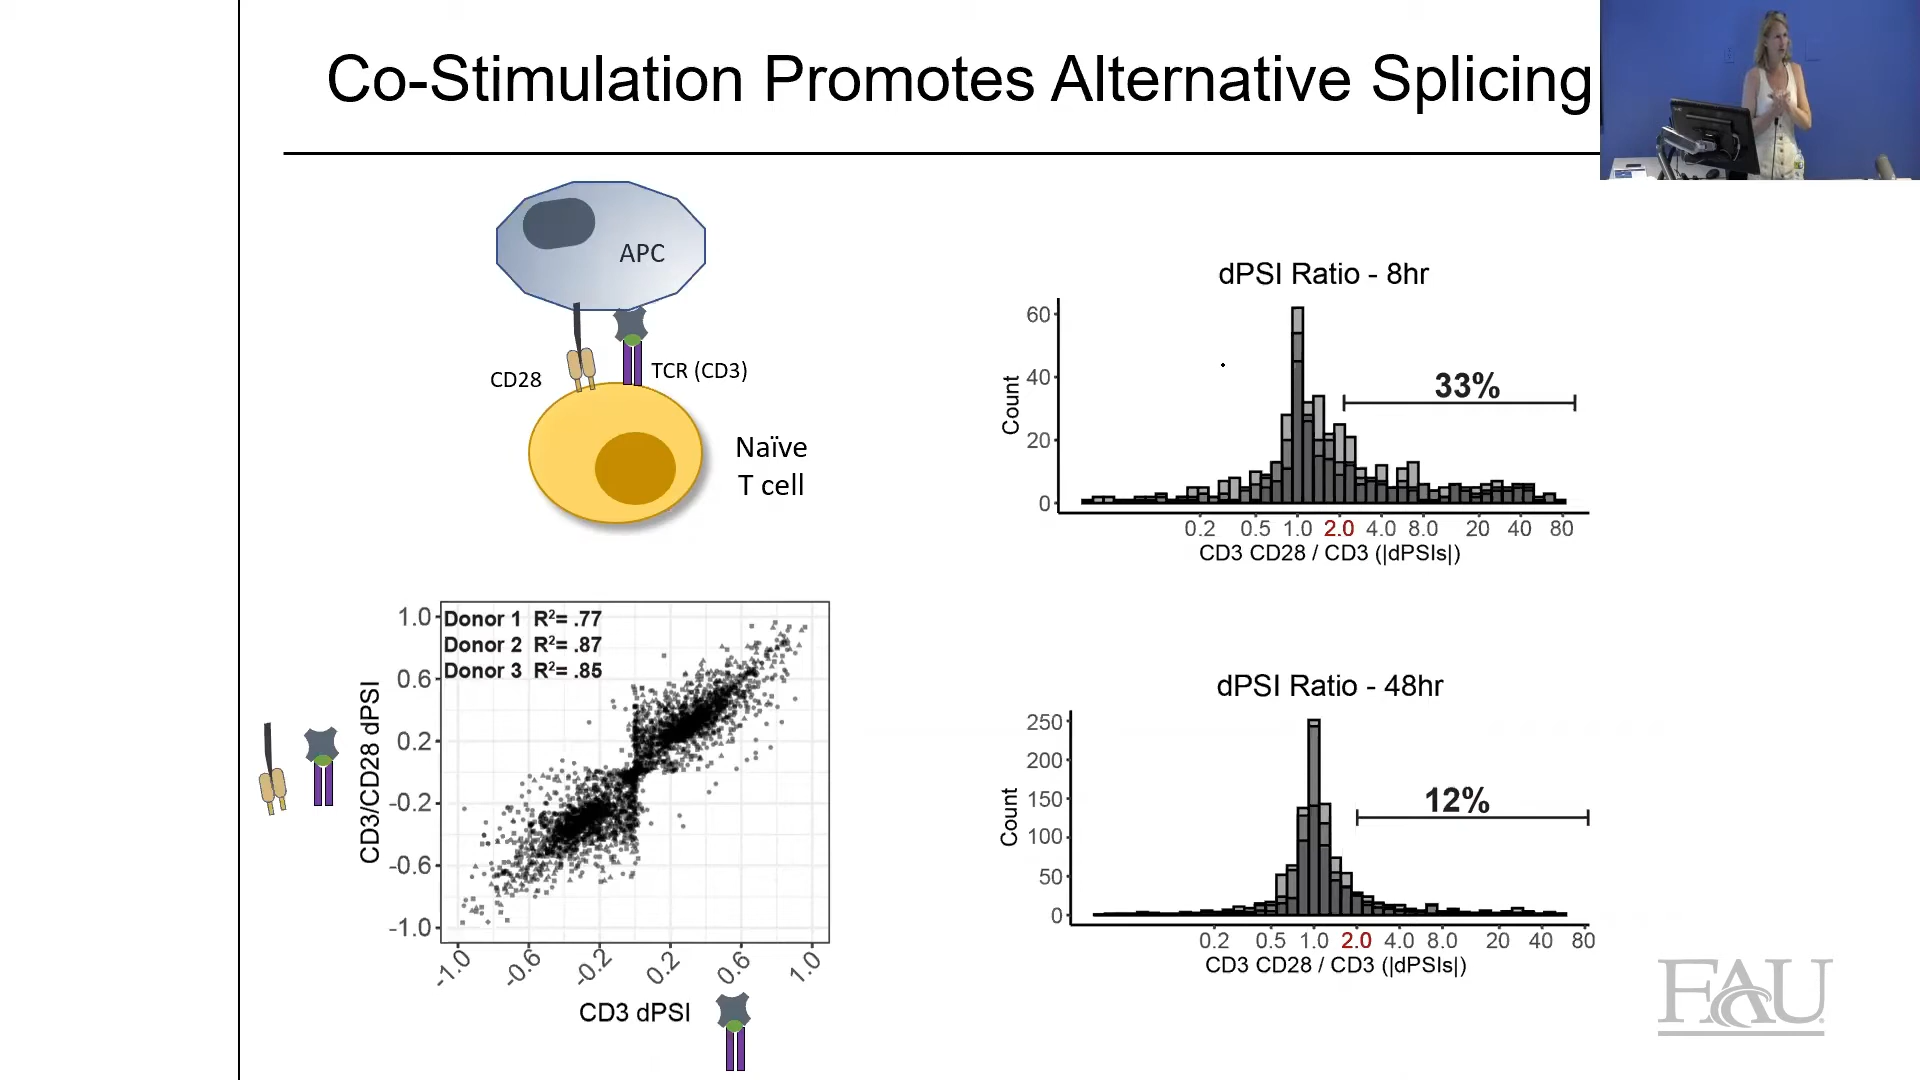 Co-Stimulation Promotes Alternative Splicing
APC
CD28
TCR (CD3)
Naïve
T cell
Donor 1 R²= .77
Donor 2 R²= .87
Donor 3 R²= .85
1.0
0.6
0.2
-0.2
-0.6
-1.0
CD3/CD28 dPSI
-1.0 -0.6 -0.2 0.2 0.6 1.0
CD3 dPSI
dPSI Ratio - 8hr
60
40
20
0
Count
33%
0.2 0.5 1.0 2.0 4.0 8.0 20 40 80
CD3 CD28 / CD3 (|dPSIs|)
dPSI Ratio - 48hr
250
200
150
100
50
0
Count
12%
0.2 0.5 1.0 2.0 4.0 8.0 20 40 80
CD3 CD28 / CD3 (|dPSIs|)
FAU